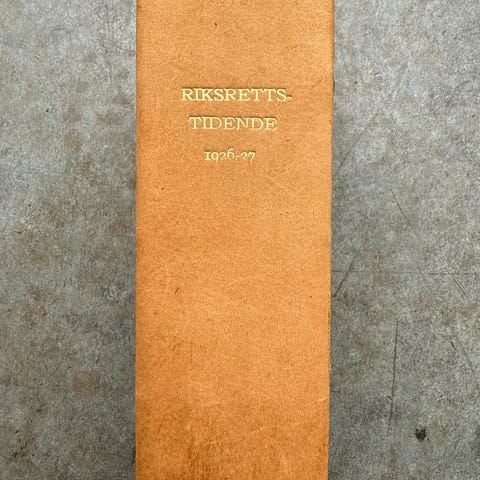 RIKSRETTS-
TIDENDE
1926-27